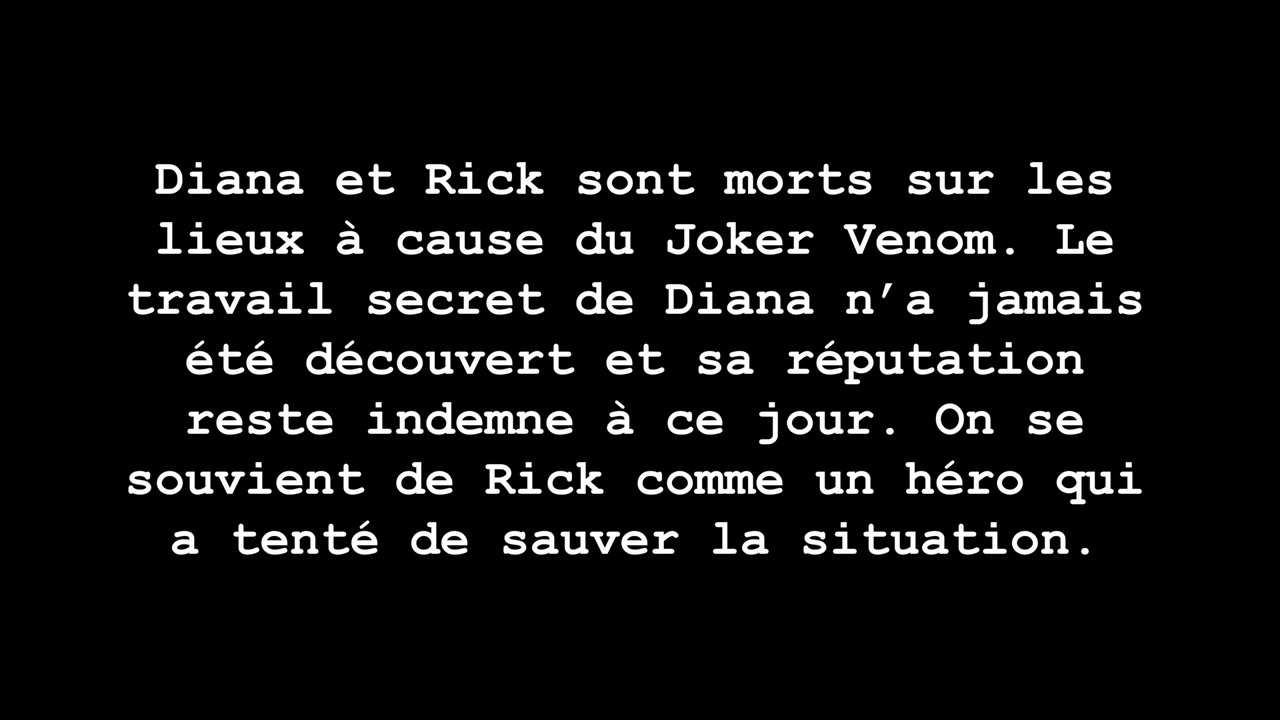 Diana et Rick sont morts sur les
lieux à cause du Joker Venom. Le
travail secret de Diana n’a jamais
été découvert et sa réputation
reste indemne à ce jour. On se
souvient de Rick comme un héro qui
a tenté de sauver la situation.